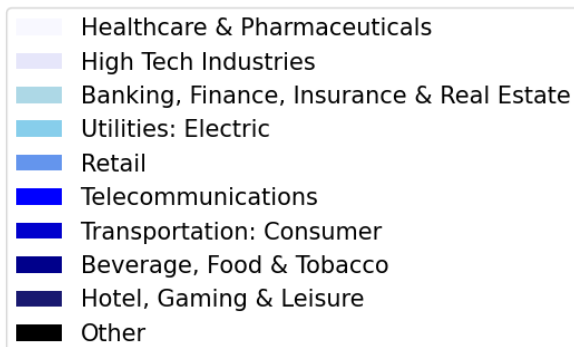 Healthcare & Pharmaceuticals
High Tech Industries
Banking, Finance, Insurance & Real Estate
Utilities: Electric
Retail
Telecommunications
Transportation: Consumer
Beverage, Food & Tobacco
Hotel, Gaming & Leisure
Other